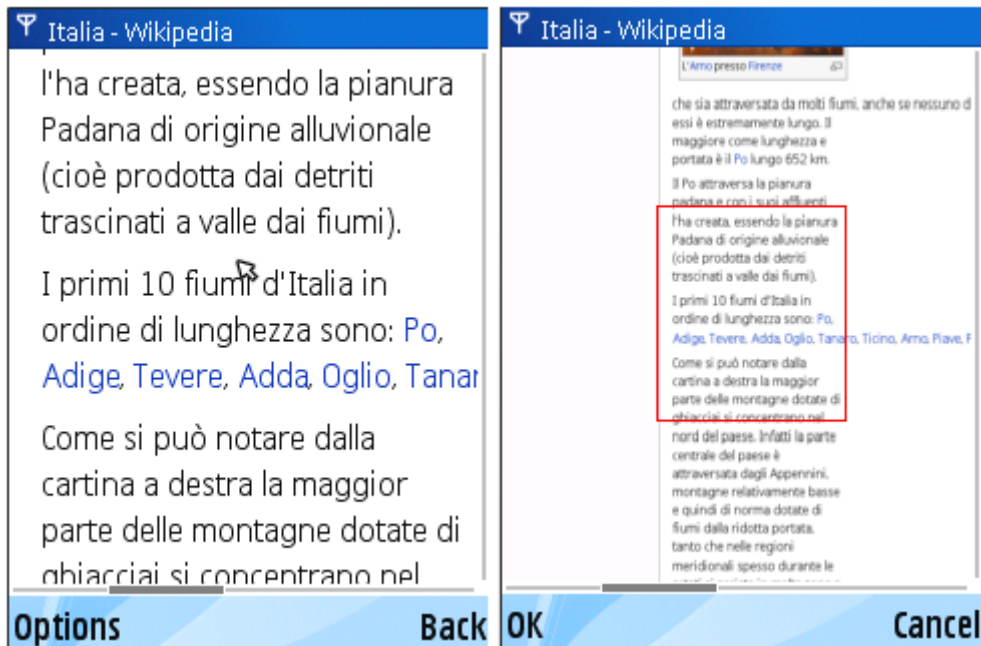 Italia - Wikipedia
l'ha creata, essendo la pianura
Padana di origine alluvionale
(cioè prodotta dai detriti
trascinati a valle dai fiumi).
I primi 10 fiumi d'Italia in
ordine di lunghezza sono: Po,
Adige, Tevere, Adda, Oglio, Tanar
Come si può notare dalla
cartina a destra la maggior
parte delle montagne dotate di
ghiacciai si concentrano nel
Options
Back
Italia - Wikipedia
L'Arno presso Firenze
che sia attraversata da molti fiumi, anche se nessuno d
essi è estremamente lungo. Il
maggiore come lunghezza e
portata è il Po lungo 652 km.
Il Po attraversa la pianura
padana e con i suoi affluenti
l'ha creata, essendo la pianura
Padana di origine alluvionale
(cioè prodotta dai detriti
trascinati a valle dai fiumi).
I primi 10 fiumi d'Italia in
ordine di lunghezza sono: Po,
Adige, Tevere, Adda, Oglio, Tanaro, Ticino, Arno, Piave, F
Come si può notare dalla
cartina a destra la maggior
parte delle montagne dotate di
ghiacciai si concentrano nel
nord del paese. Infatti la parte
centrale del paese è
attraversata dagli Appennini,
montagne relativamente basse
e quindi di norma dotate di
fiumi dalla ridotta portata,
tanto che nelle regioni
meridionali spesso durante le
OK
Cancel